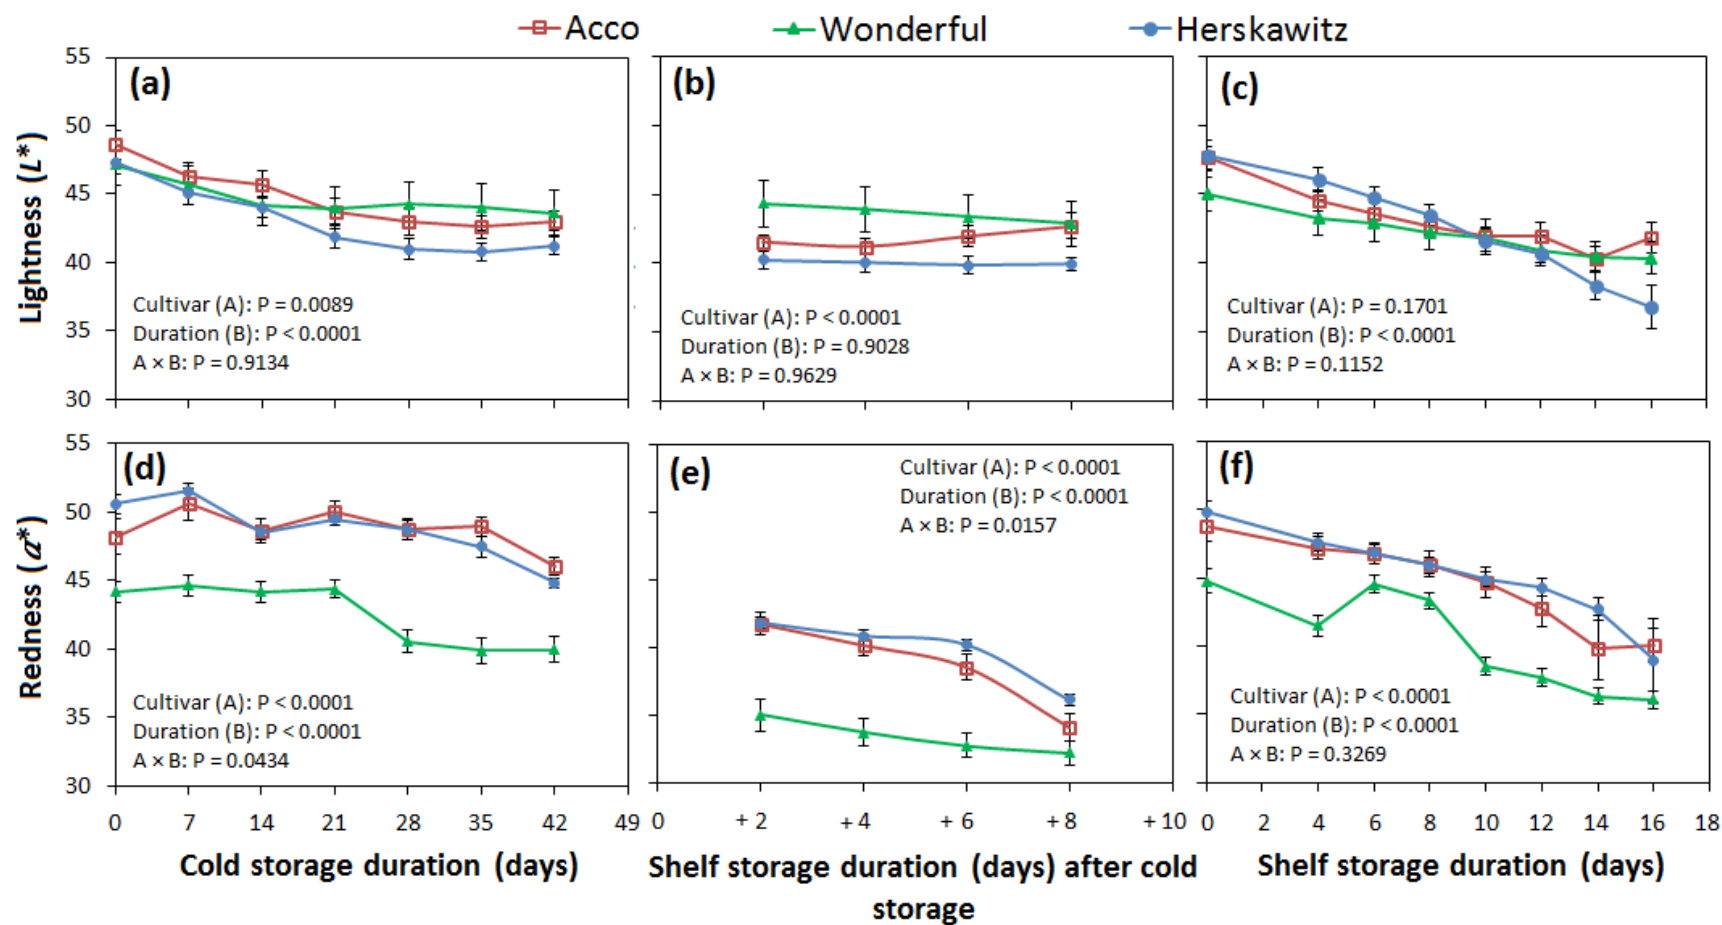 Acco Wonderful Herskawitz
Lightness (L*)
55
50
45
40
35
30
(a)
Cultivar (A): P = 0.0089
Duration (B): P < 0.0001
A × B: P = 0.9134
(b)
Cultivar (A): P < 0.0001
Duration (B): P = 0.9028
A × B: P = 0.9629
(c)
Cultivar (A): P = 0.1701
Duration (B): P < 0.0001
A × B: P = 0.1152
Redness (a*)
55
50
45
40
35
30
(d)
Cultivar (A): P < 0.0001
Duration (B): P < 0.0001
A × B: P = 0.0434
(e)
Cultivar (A): P < 0.0001
Duration (B): P < 0.0001
A × B: P = 0.0157
(f)
Cultivar (A): P < 0.0001
Duration (B): P < 0.0001
A × B: P = 0.3269
0 7 14 21 28 35 42 49
0 + 2 + 4 + 6 + 8 + 10
0 2 4 6 8 10 12 14 16 18
Cold storage duration (days)
Shelf storage duration (days) after cold
storage
Shelf storage duration (days)